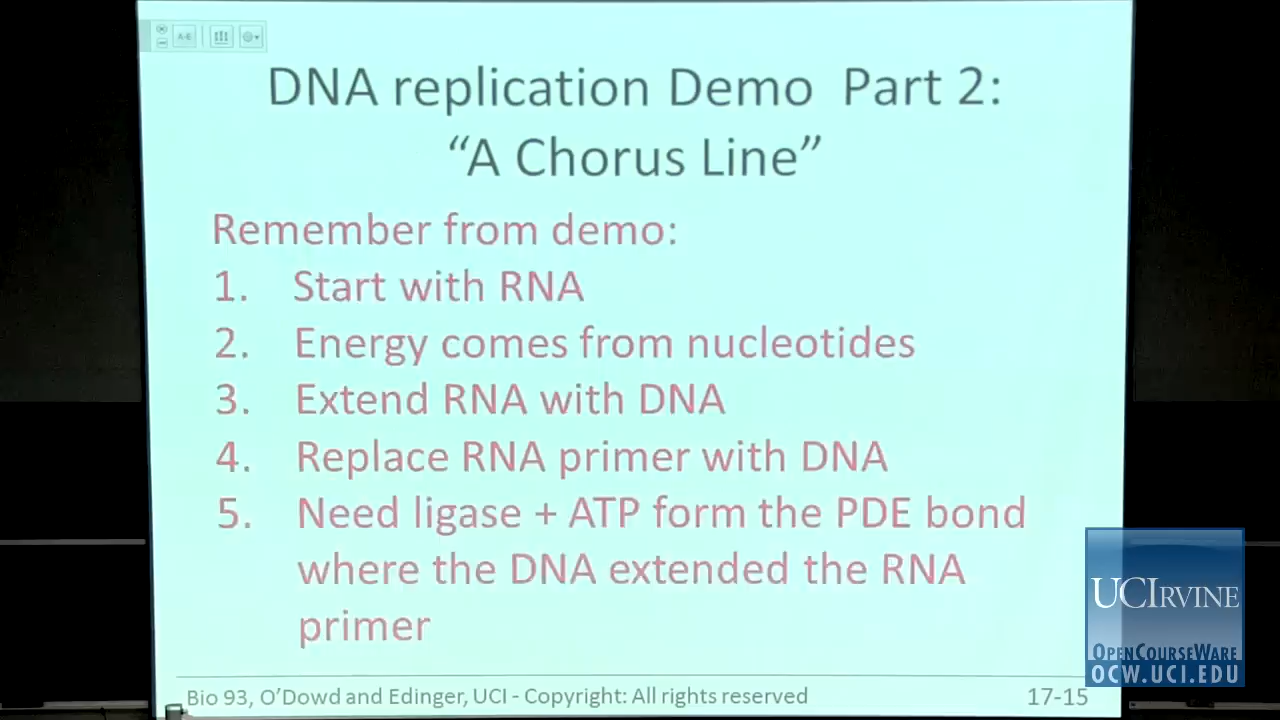 DNA replication Demo Part 2:
“A Chorus Line”
Remember from demo:
1. Start with RNA
2. Energy comes from nucleotides
3. Extend RNA with DNA
4. Replace RNA primer with DNA
5. Need ligase + ATP form the PDE bond
where the DNA extended the RNA
primer
Bio 93, O’Dowd and Edinger, UCI - Copyright: All rights reserved
17-15
UCIRVINE
OPENCOURSEWARE
OCW.UCI.EDU